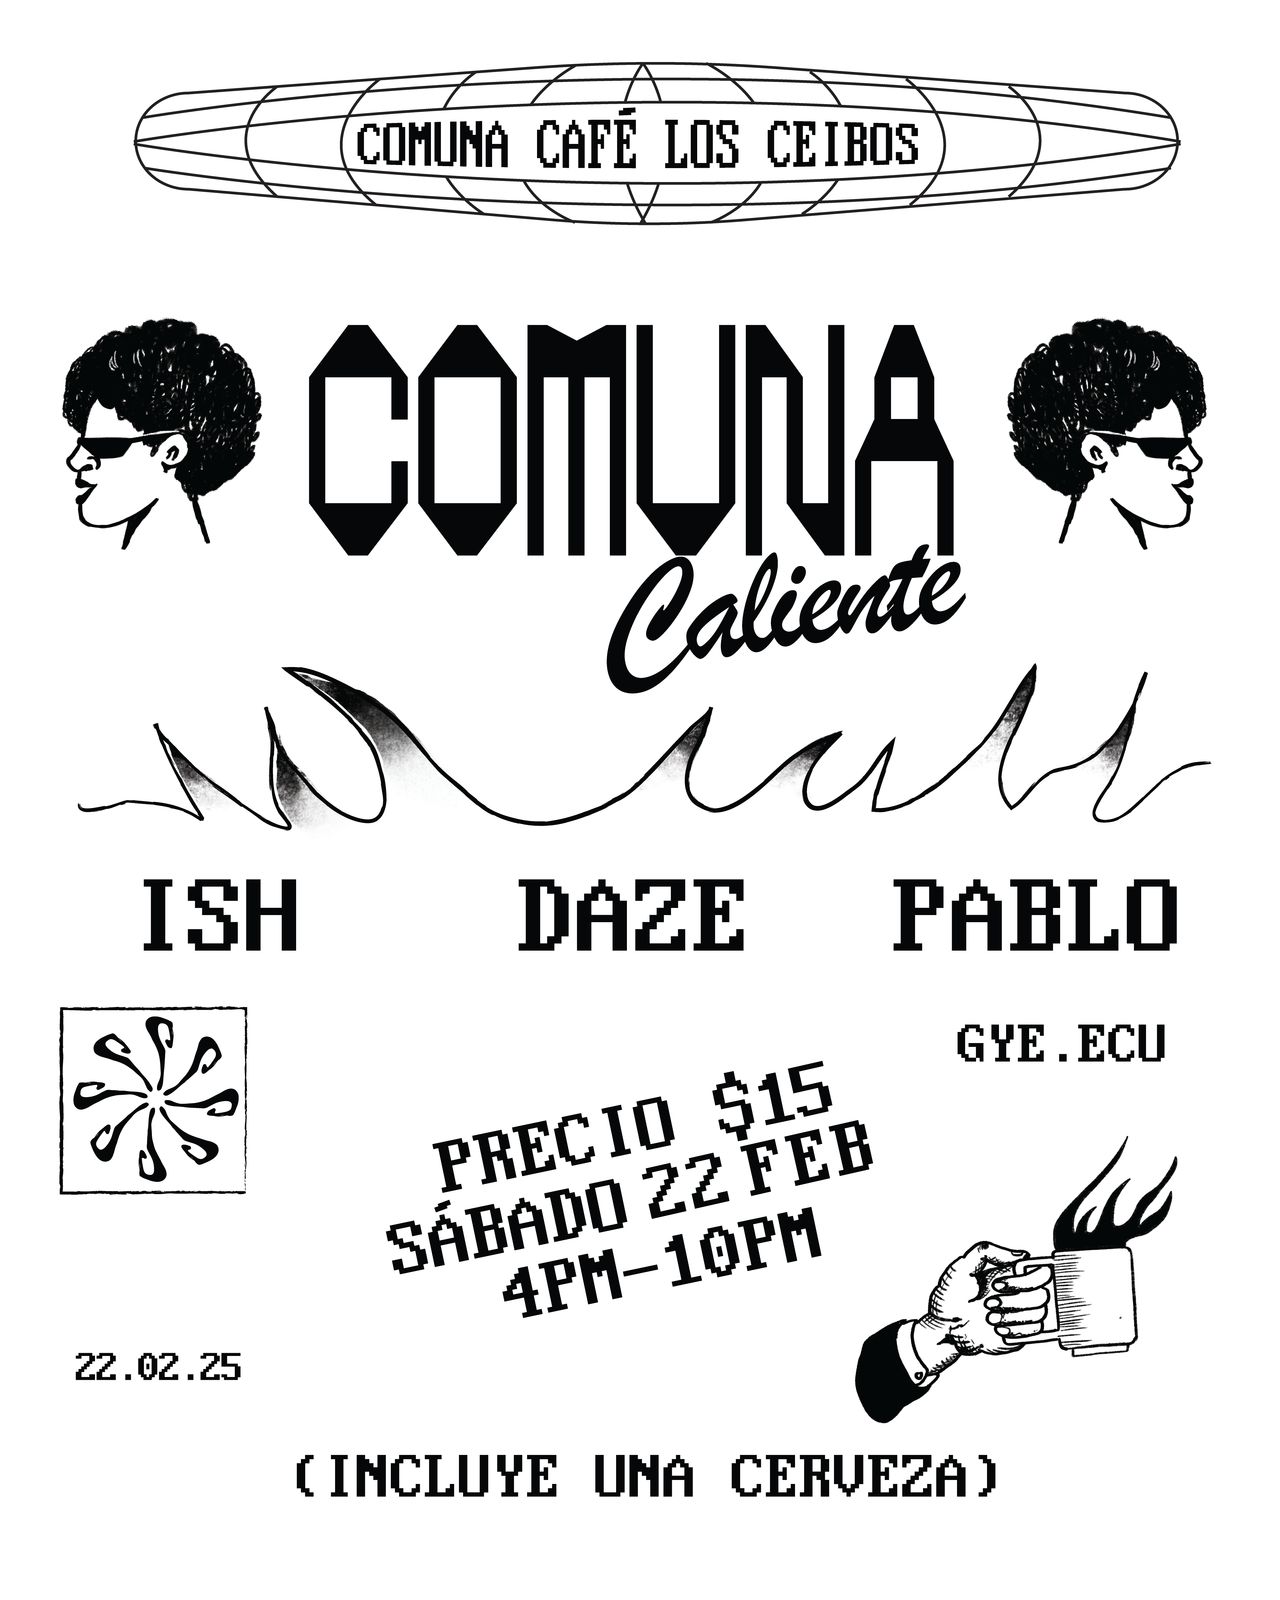 COMUNA CAFÉ LOS CEIBOS
COMUNA
Caliente
ISH DAZE PABLO
GYE.ECU
PRECIO $15
SÁBADO 22 FEB
4PM-10PM
22.02.25
(INCLUYE UNA CERVEZA)